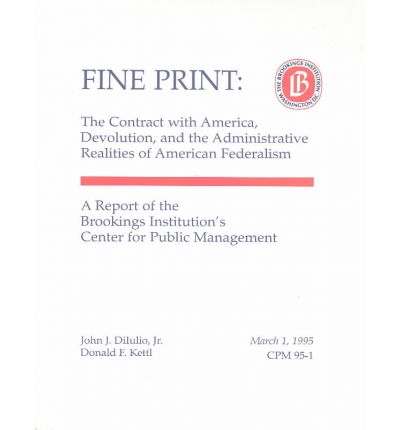 FINE PRINT:
THE BROOKINGS INSTITUTION
WASHINGTON D.C.
B
The Contract with America,
Devolution, and the Administrative
Realities of American Federalism
A Report of the
Brookings Institution's
Center for Public Management
John J. DiIulio, Jr.
Donald F. Kettl
March 1, 1995
CPM 95-1